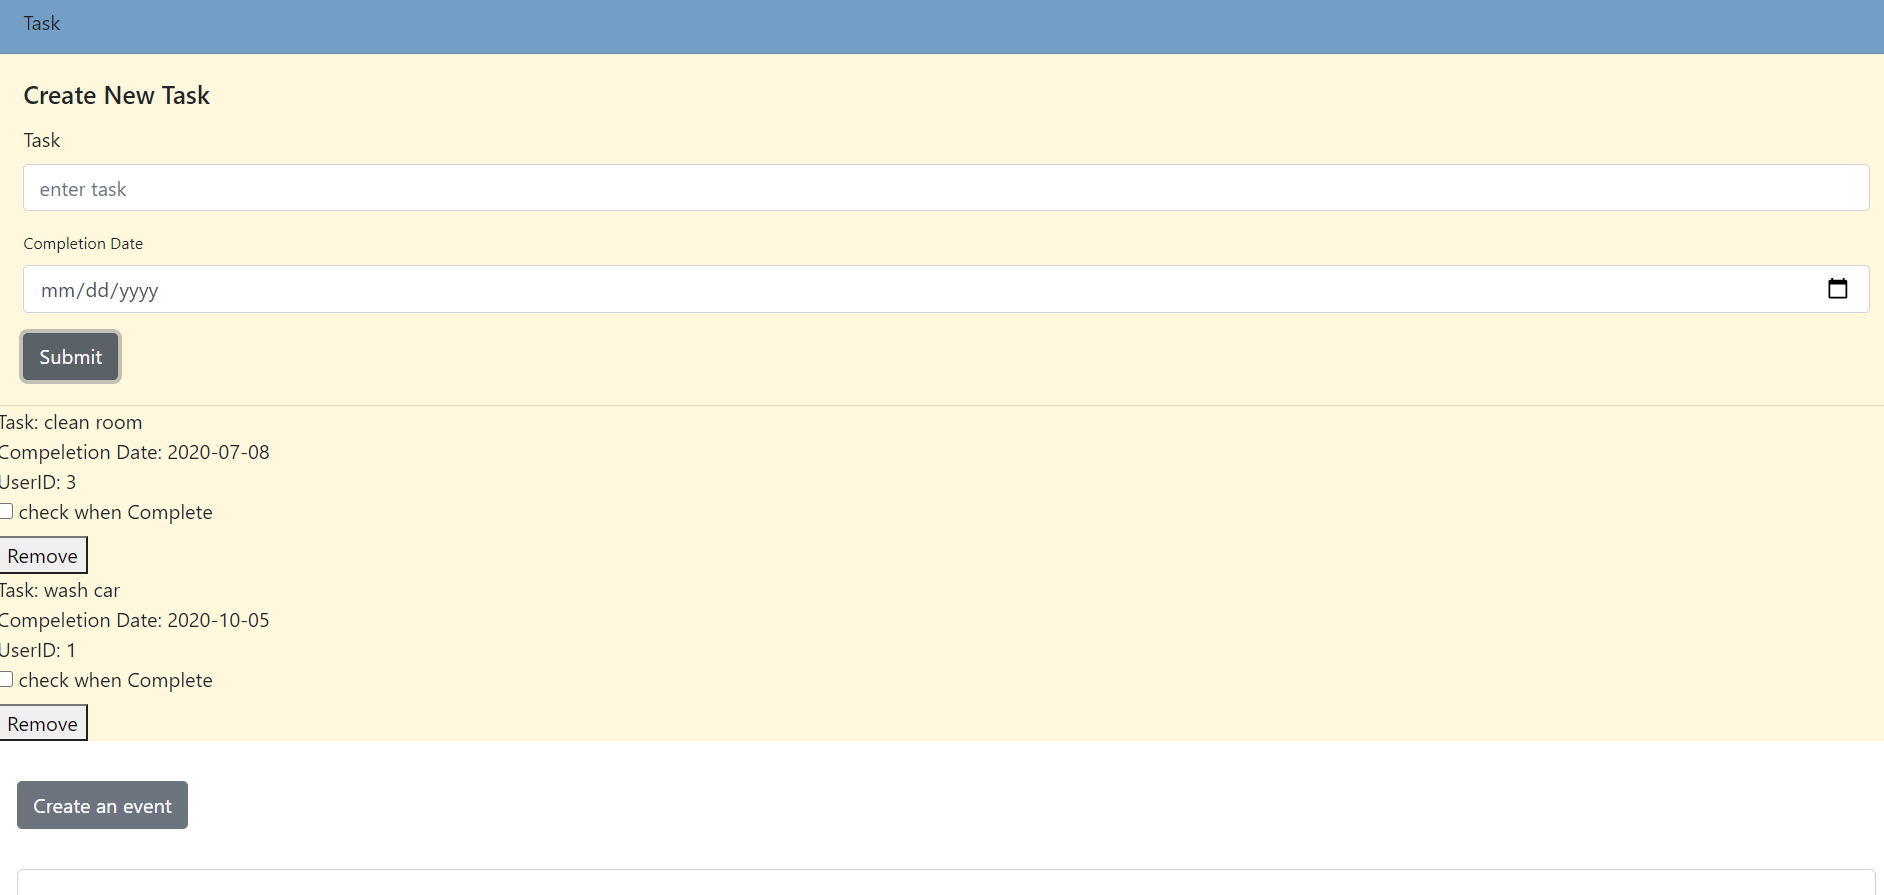 Task
Create New Task
Task
enter task
Completion Date
mm/dd/yyyy
Submit
Task: clean room
Compeletion Date: 2020-07-08
UserID: 3
check when Complete
Remove
Task: wash car
Compeletion Date: 2020-10-05
UserID: 1
check when Complete
Remove
Create an event